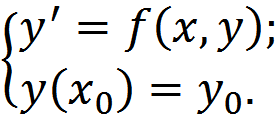 y′ = f(x, y);
y(x₀) = y₀.